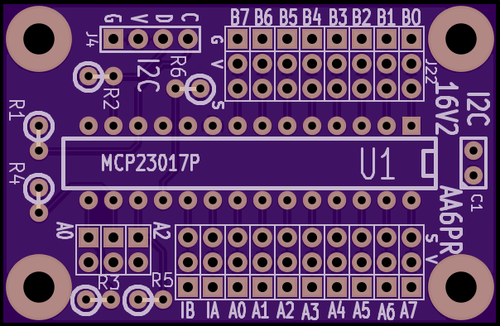 B7 B6 B5 B4 B3 B2 B1 B0
G V D C
J4
I2C
G
V
S
J22
R6
R2
R1
R4
I2C
16V2
MCP23017P
U1
C1
AA6PR
A0
A2
S
V
R3
R5
IB IA A0 A1 A2 A3 A4 A5 A6 A7